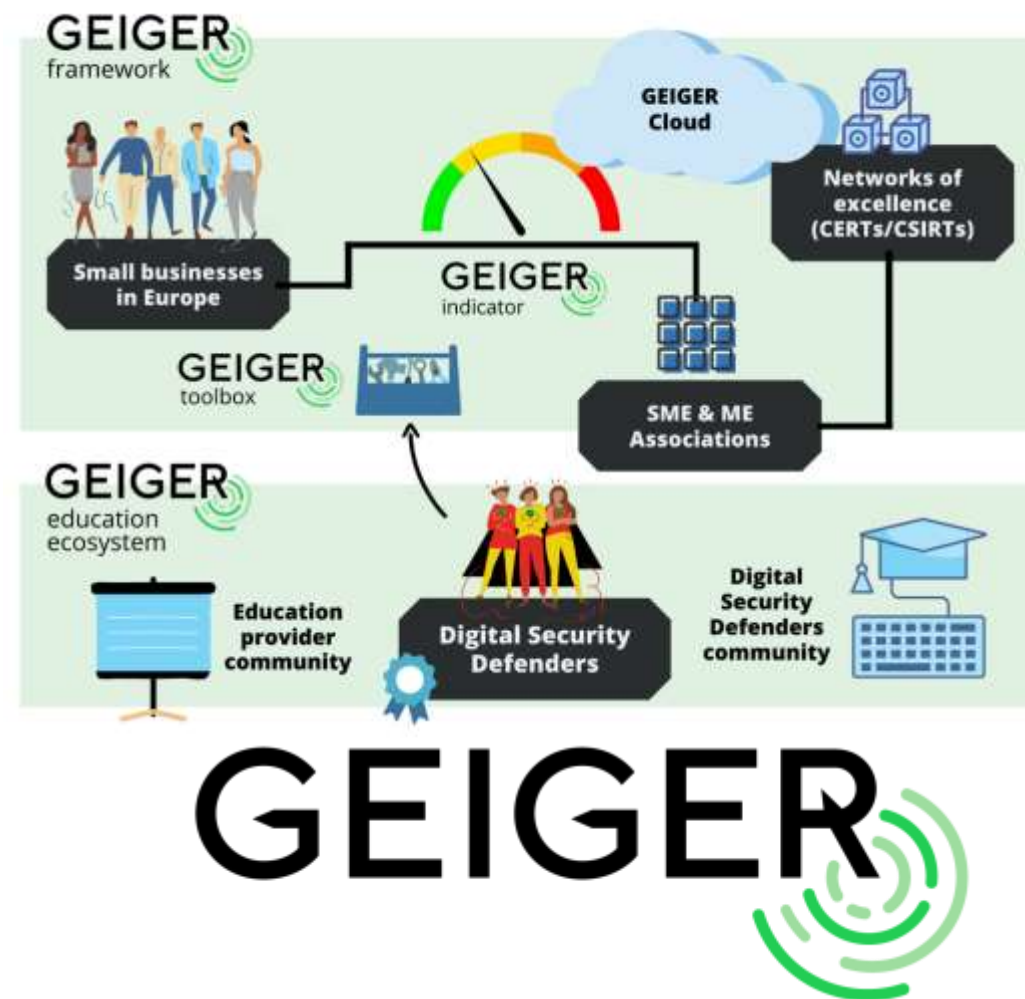 GEIGER
framework
GEIGER
Cloud
Networks of
excellence
(CERTs/CSIRTs)
Small businesses
in Europe
GEIGER
indicator
GEIGER
toolbox
SME & ME
Associations
GEIGER
education
ecosystem
Education
provider
community
Digital Security
Defenders
Digital
Security
Defenders
community
GEIGER